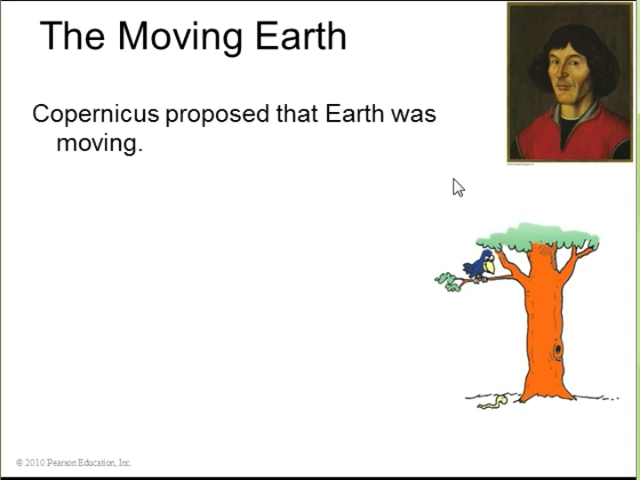 The Moving Earth
Copernicus proposed that Earth was
moving.
© 2010 Pearson Education, Inc.